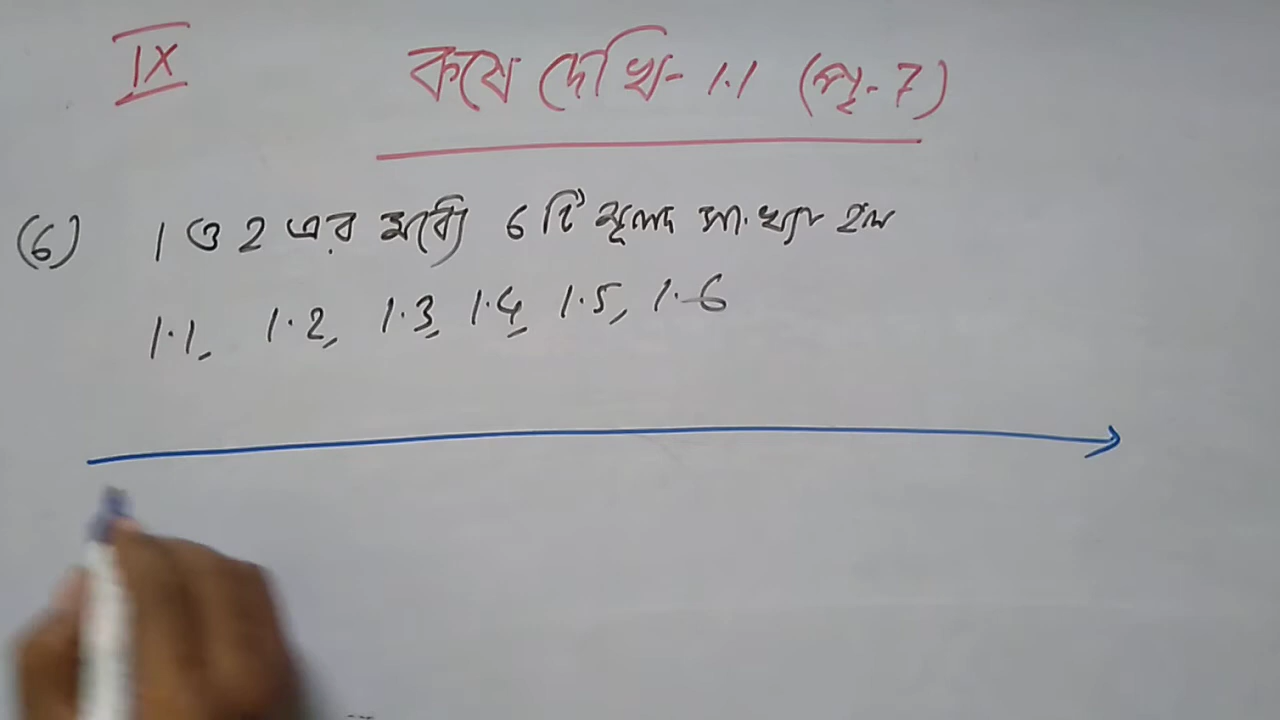 IX
কষে দেখি- 1.1 (পৃ.-7)
(6) 1 ও 2 এর মধ্যে 6 টি মূলদ সংখ্যা হল
1.1, 1.2, 1.3, 1.4, 1.5, 1.6